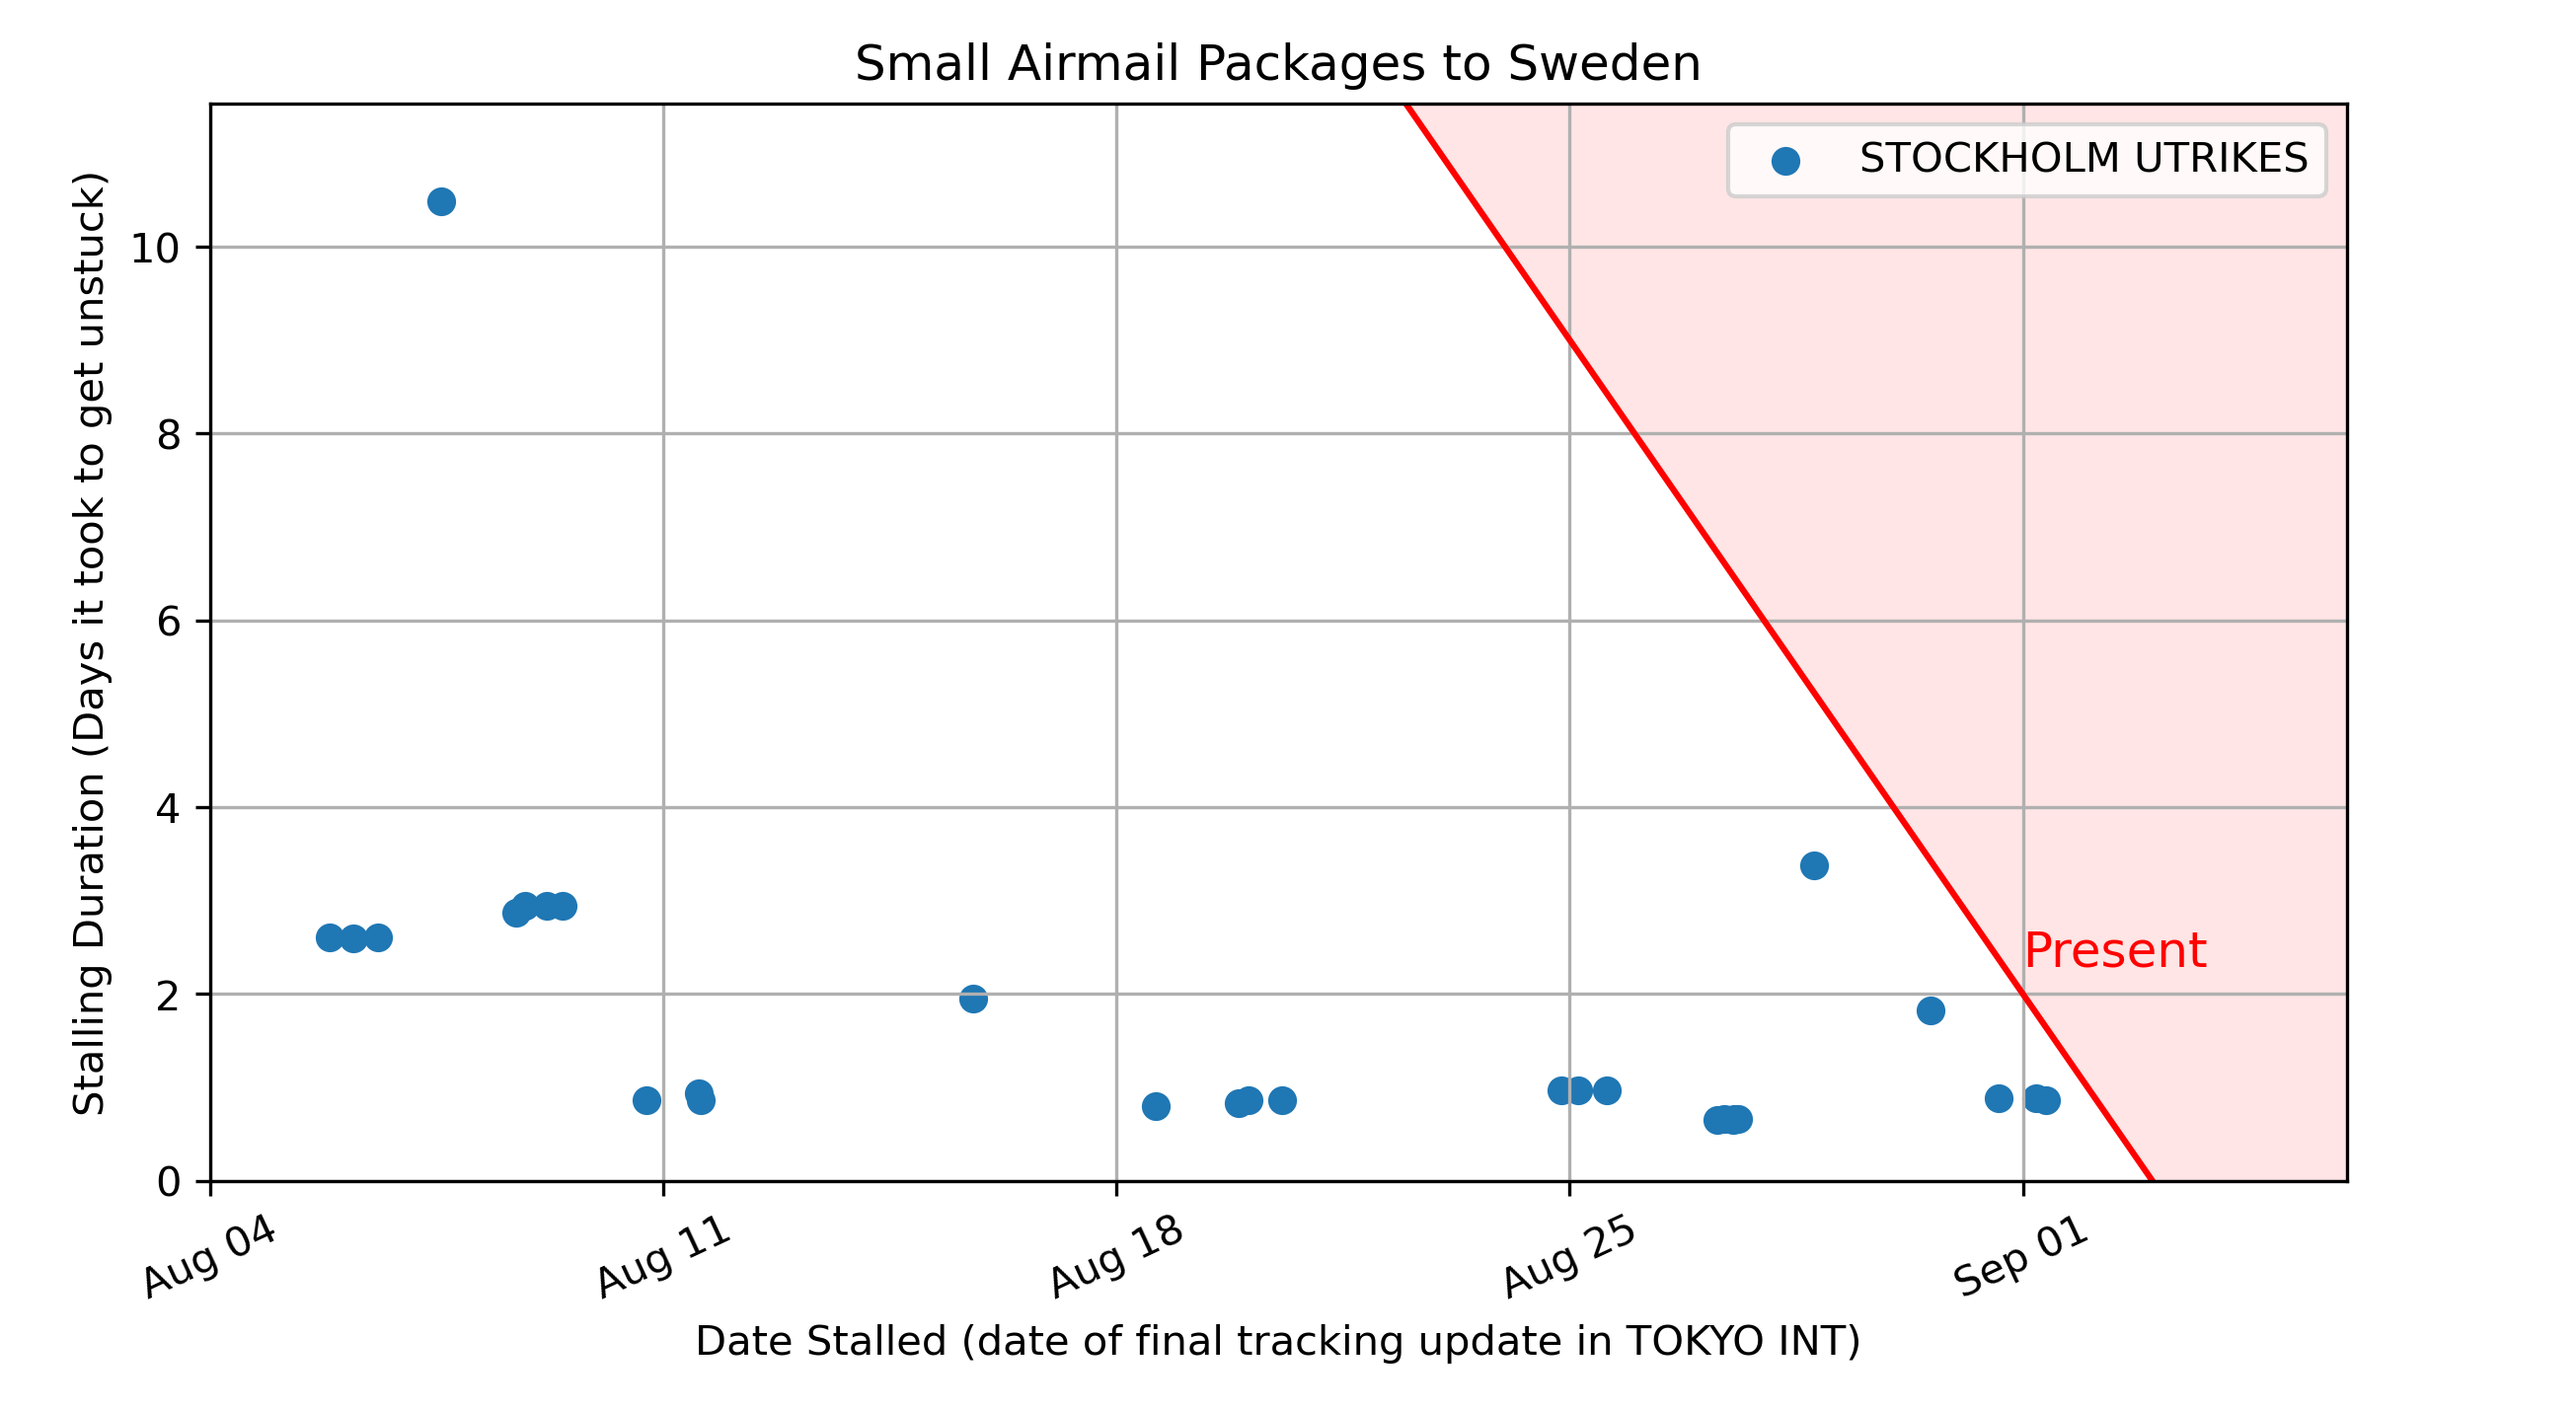 Small Airmail Packages to Sweden
STOCKHOLM UTRIKES
Stalling Duration (Days it took to get unstuck)
10
8
6
4
2
0
Present
Aug 04
Aug 11
Aug 18
Aug 25
Sep 01
Date Stalled (date of final tracking update in TOKYO INT)